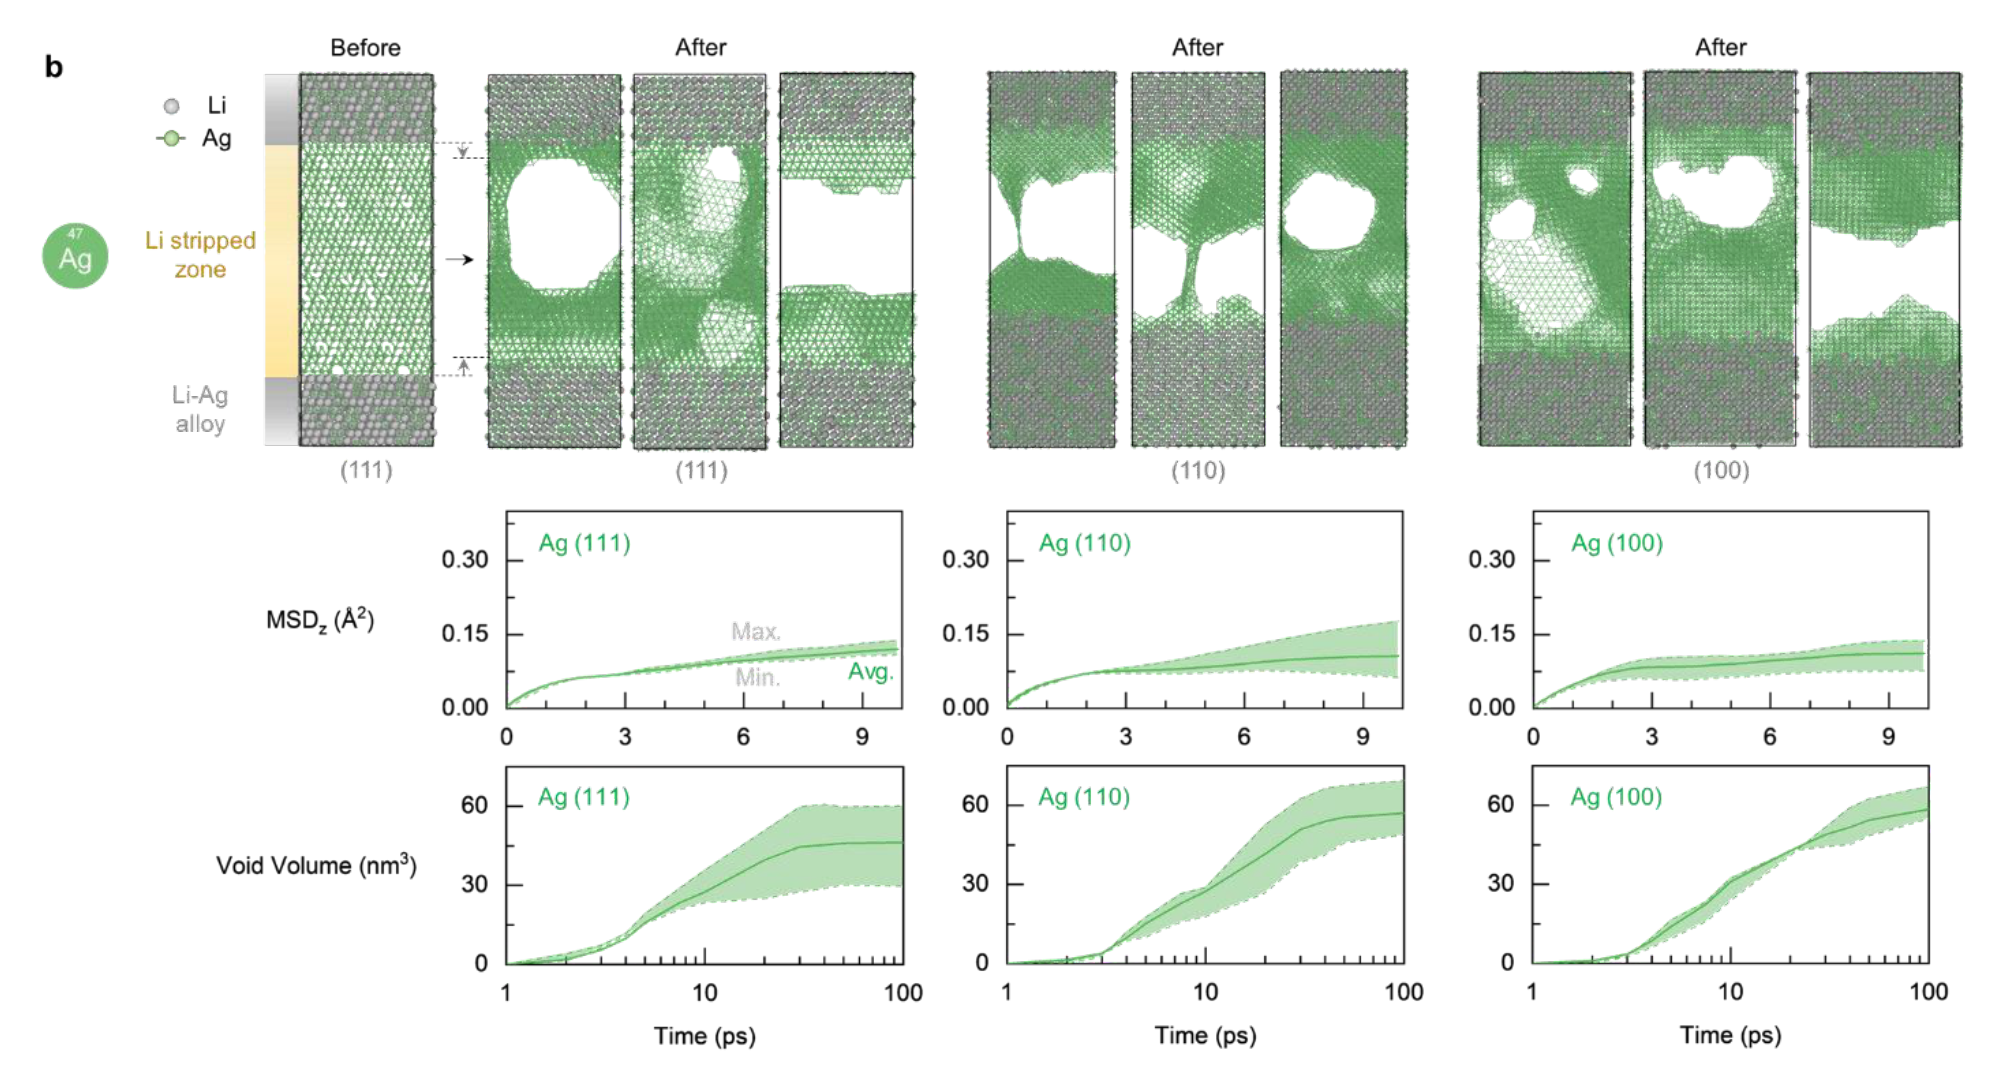 b
Before
After
After
After
Li
Ag
47
Ag
Li stripped
zone
Li-Ag
alloy
(111)
(111)
(110)
(100)
MSDz (Å²)
0.30
0.15
0.00
Ag (111)
Max.
Min.
Avg.
0 3 6 9
0.30
0.15
0.00
Ag (110)
0 3 6 9
0.30
0.15
0.00
Ag (100)
0 3 6 9
Void Volume (nm³)
60
30
0
Ag (111)
1 10 100
Time (ps)
60
30
0
Ag (110)
1 10 100
Time (ps)
60
30
0
Ag (100)
1 10 100
Time (ps)